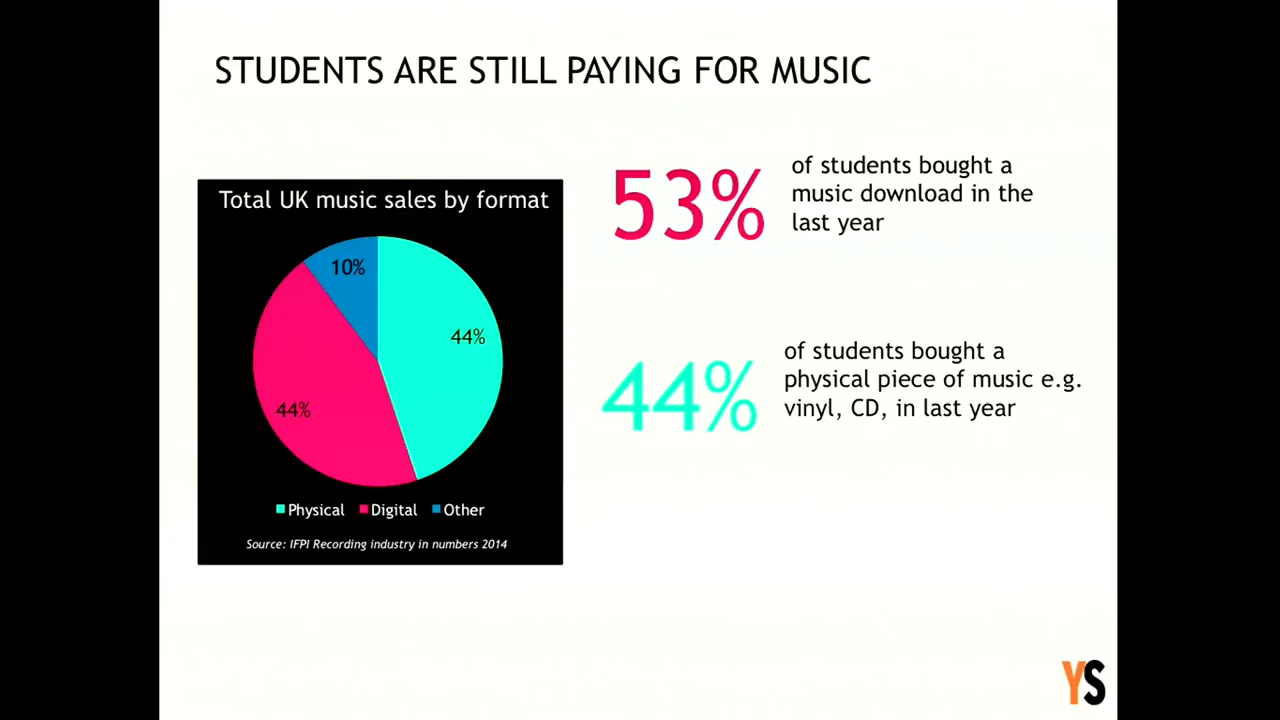 STUDENTS ARE STILL PAYING FOR MUSIC
Total UK music sales by format
10%
44%
44%
Physical Digital Other
Source: IFPI Recording industry in numbers 2014
53%
of students bought a
music download in the
last year
44%
of students bought a
physical piece of music e.g.
vinyl, CD, in last year
YS